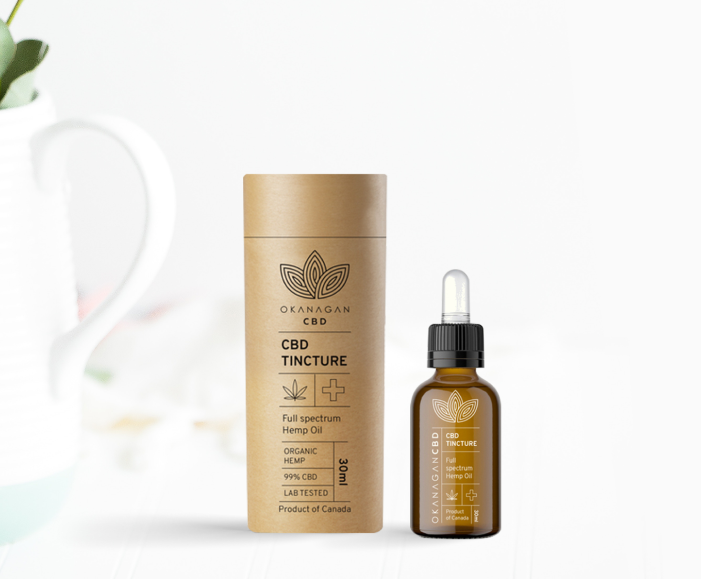 OKANAGAN
CBD
CBD
TINCTURE
Full spectrum
Hemp Oil
ORGANIC
HEMP
99% CBD
LAB TESTED
30ml
Product of Canada
OKANAGAN CBD
CBD
TINCTURE
Full
spectrum
Hemp Oil
Product
of Canada
30ml